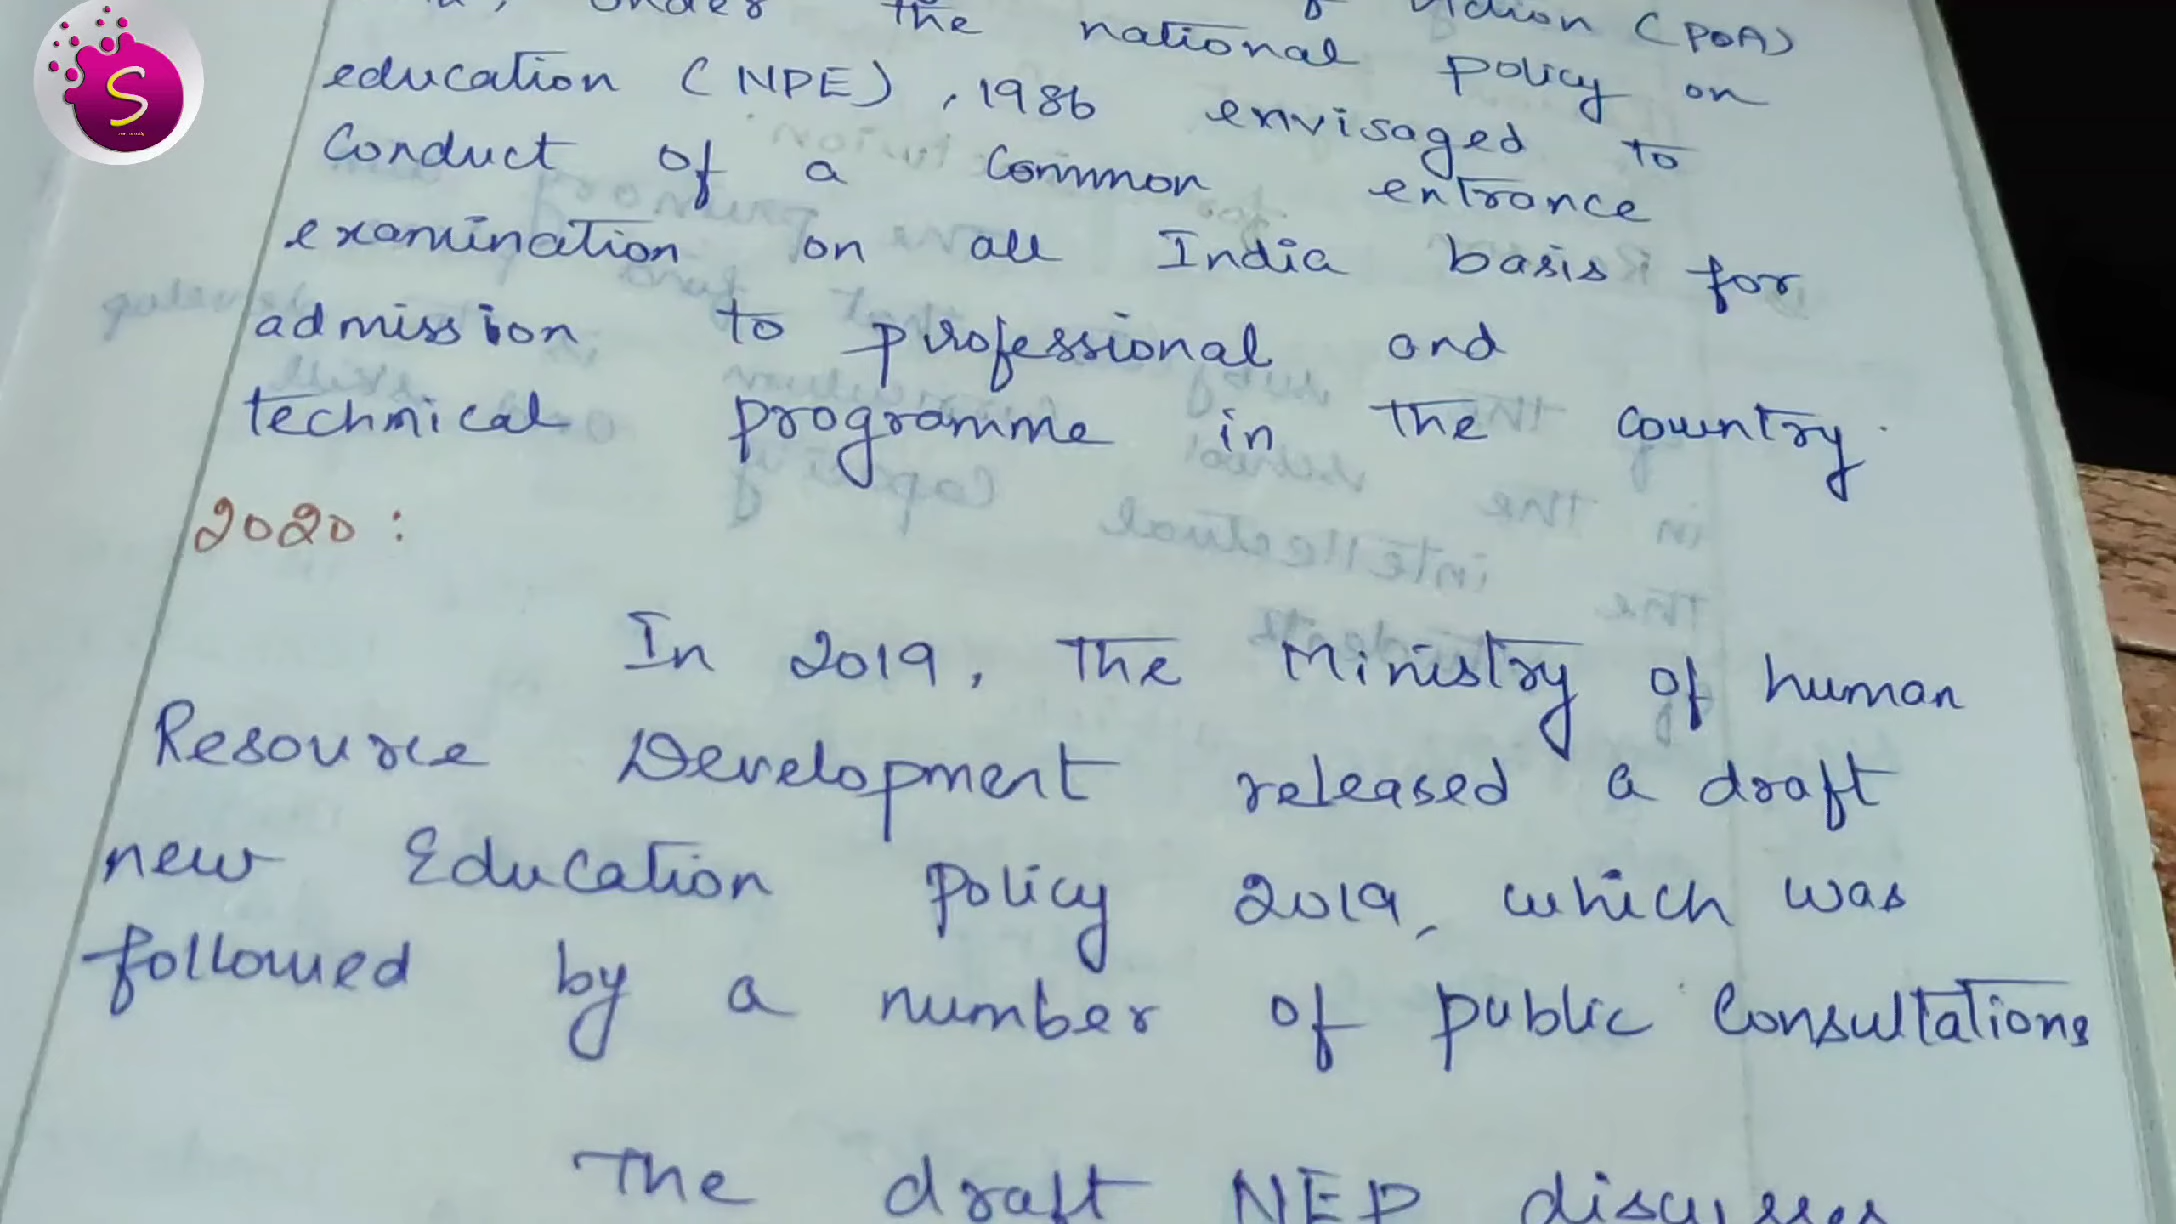 under the national policy on
education (NPE), 1986 envisaged to
Conduct of a Common entrance
examination on all India basis for
admission to professional and
technical programme in the country.
2020:
In 2019, The Ministry of human
Resource Development released a draft
new Education policy 2019, which was
followed by a number of public Consultations
The draft NEP discusses
S